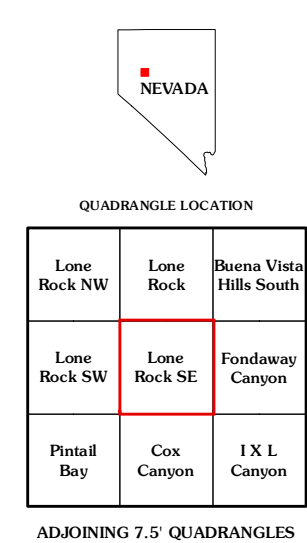 NEVADA
QUADRANGLE LOCATION
Lone
Rock NW
Lone
Rock
Buena Vista
Hills South
Lone
Rock SW
Lone
Rock SE
Fondaway
Canyon
Pintail
Bay
Cox
Canyon
I X L
Canyon
ADJOINING 7.5' QUADRANGLES